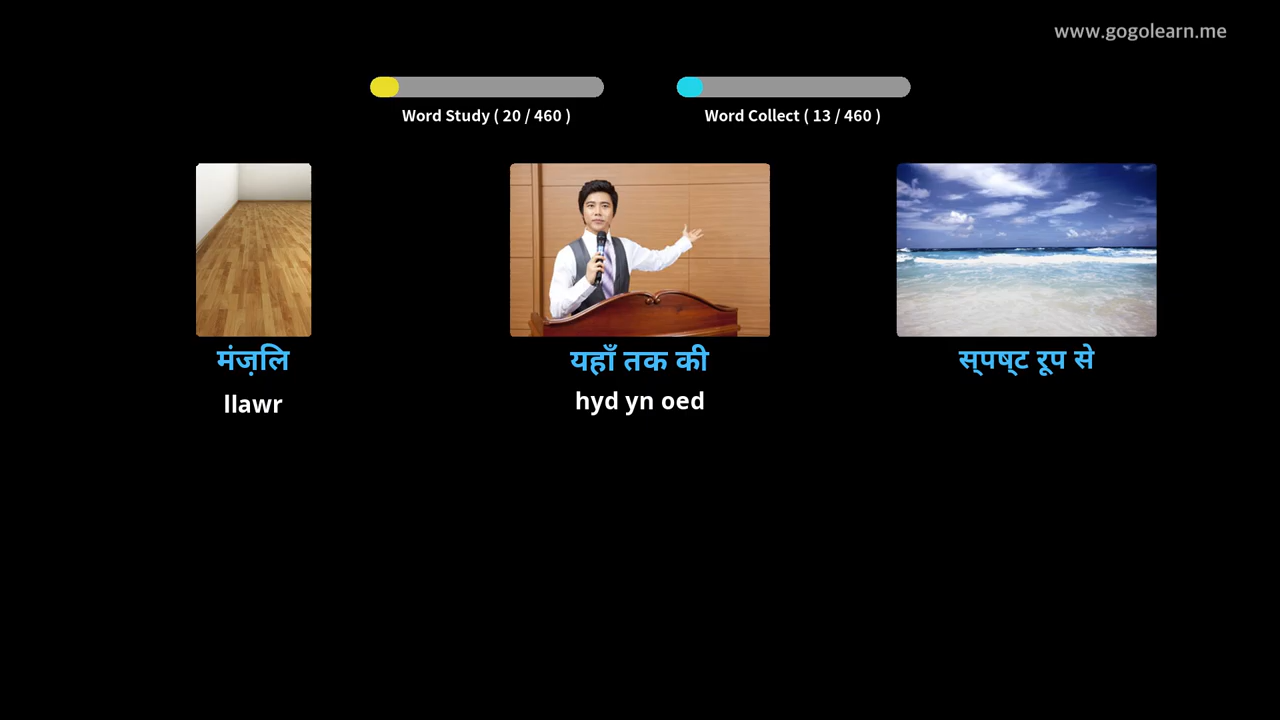 www.gogolearn.me
Word Study ( 20 / 460 )
Word Collect ( 13 / 460 )
मंज़लि
यहाँ तक की
स्पष्ट रूप से
llawr
hyd yn oed